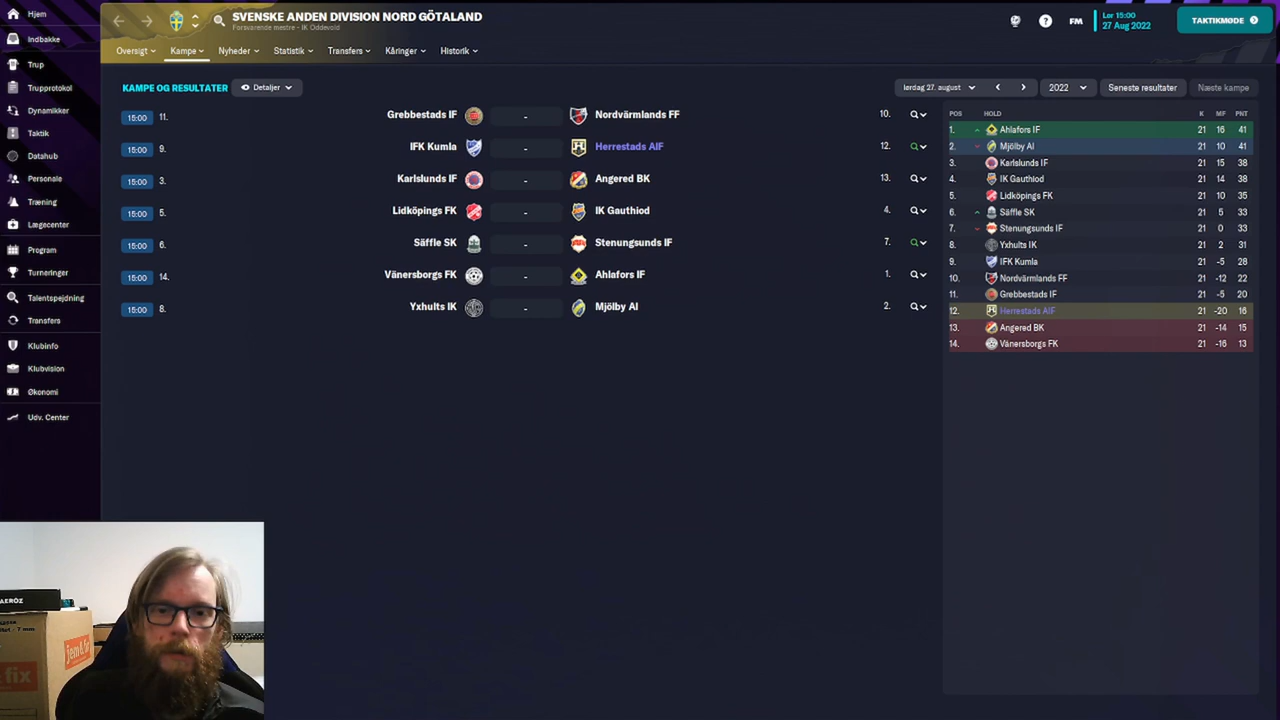 Hjem
Indbakke
Trup
Trupprotokol
Dynamikker
Taktik
Datahub
Personale
Træning
Lægecenter
Program
Turneringer
Talentspejdning
Transfers
Klubinfo
Klubvision
Økonomi
Udv. Center
SVENSKE ANDEN DIVISION NORD GÖTALAND
Forsvarende mestre - IK Oddevold
FM
Lør 15:00
27 Aug 2022
TAKTIKMØDE
Oversigt Kampe Nyheder Statistik Transfers Kåringer Historik
KAMPE OG RESULTATER Detaljer
lørdag 27. august 2022 Seneste resultater Næste kampe
15:00 11. Grebbestads IF - Nordvärmlands FF 10.
15:00 9. IFK Kumla - Herrestads AIF 12.
15:00 3. Karlslunds IF - Angered BK 13.
15:00 5. Lidköpings FK - IK Gauthiod 4.
15:00 6. Säffle SK - Stenungsunds IF 7.
15:00 14. Vänersborgs FK - Ahlafors IF 1.
15:00 8. Yxhults IK - Mjölby AI 2.
POS HOLD K MF PNT
1. Ahlafors IF 21 16 41
2. Mjölby AI 21 10 41
3. Karlslunds IF 21 15 38
4. IK Gauthiod 21 14 38
5. Lidköpings FK 21 10 35
6. Säffle SK 21 5 33
7. Stenungsunds IF 21 0 33
8. Yxhults IK 21 2 31
9. IFK Kumla 21 -5 28
10. Nordvärmlands FF 21 -12 22
11. Grebbestads IF 21 -5 20
12. Herrestads AIF 21 -20 16
13. Angered BK 21 -14 15
14. Vänersborgs FK 21 -16 13
AEROZ
jem&fix
fix